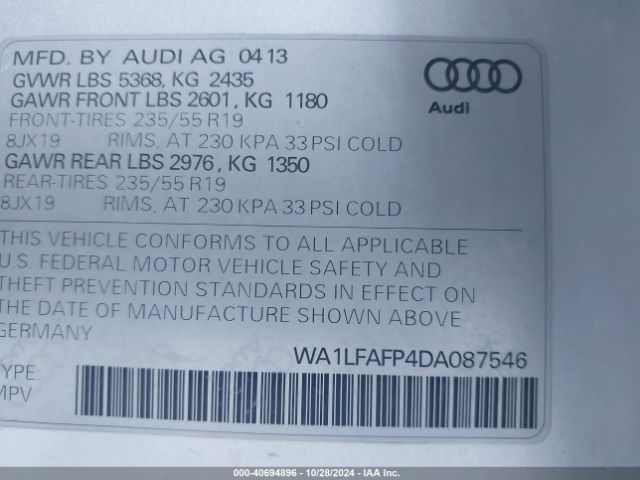 MFD. BY AUDI AG 04 13
GVWR LBS 5368, KG 2435
GAWR FRONT LBS 2601, KG 1180
FRONT-TIRES 235/55 R19
8JX19 RIMS, AT 230 KPA 33 PSI COLD
GAWR REAR LBS 2976, KG 1350
REAR-TIRES 235/55 R19
8JX19 RIMS, AT 230 KPA 33 PSI COLD
Audi
THIS VEHICLE CONFORMS TO ALL APPLICABLE
U.S. FEDERAL MOTOR VEHICLE SAFETY AND
THEFT PREVENTION STANDARDS IN EFFECT ON
THE DATE OF MANUFACTURE SHOWN ABOVE
GERMANY
WA1LFAFP4DA087546
TYPE:
MPV
000-40694896 - 10/28/2024 - IAA Inc.